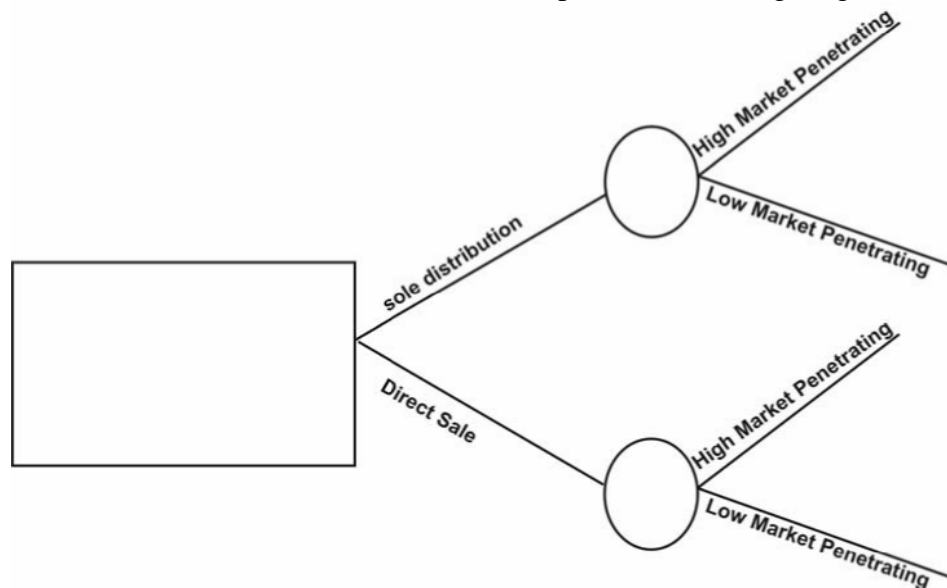 High Market Penetrating
Low Market Penetrating
sole distribution
Direct Sale
High Market Penetrating
Low Market Penetrating